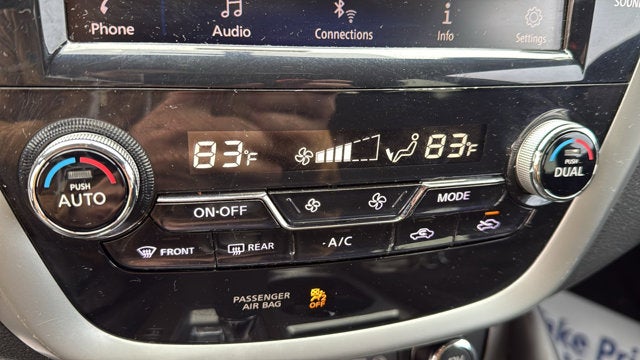 SOUN
Phone
Audio
Connections
Info
Settings
83°F
83°F
PUSH
AUTO
PUSH
DUAL
ON·OFF
MODE
FRONT
REAR
A/C
PASSENGER
AIR BAG
OFF